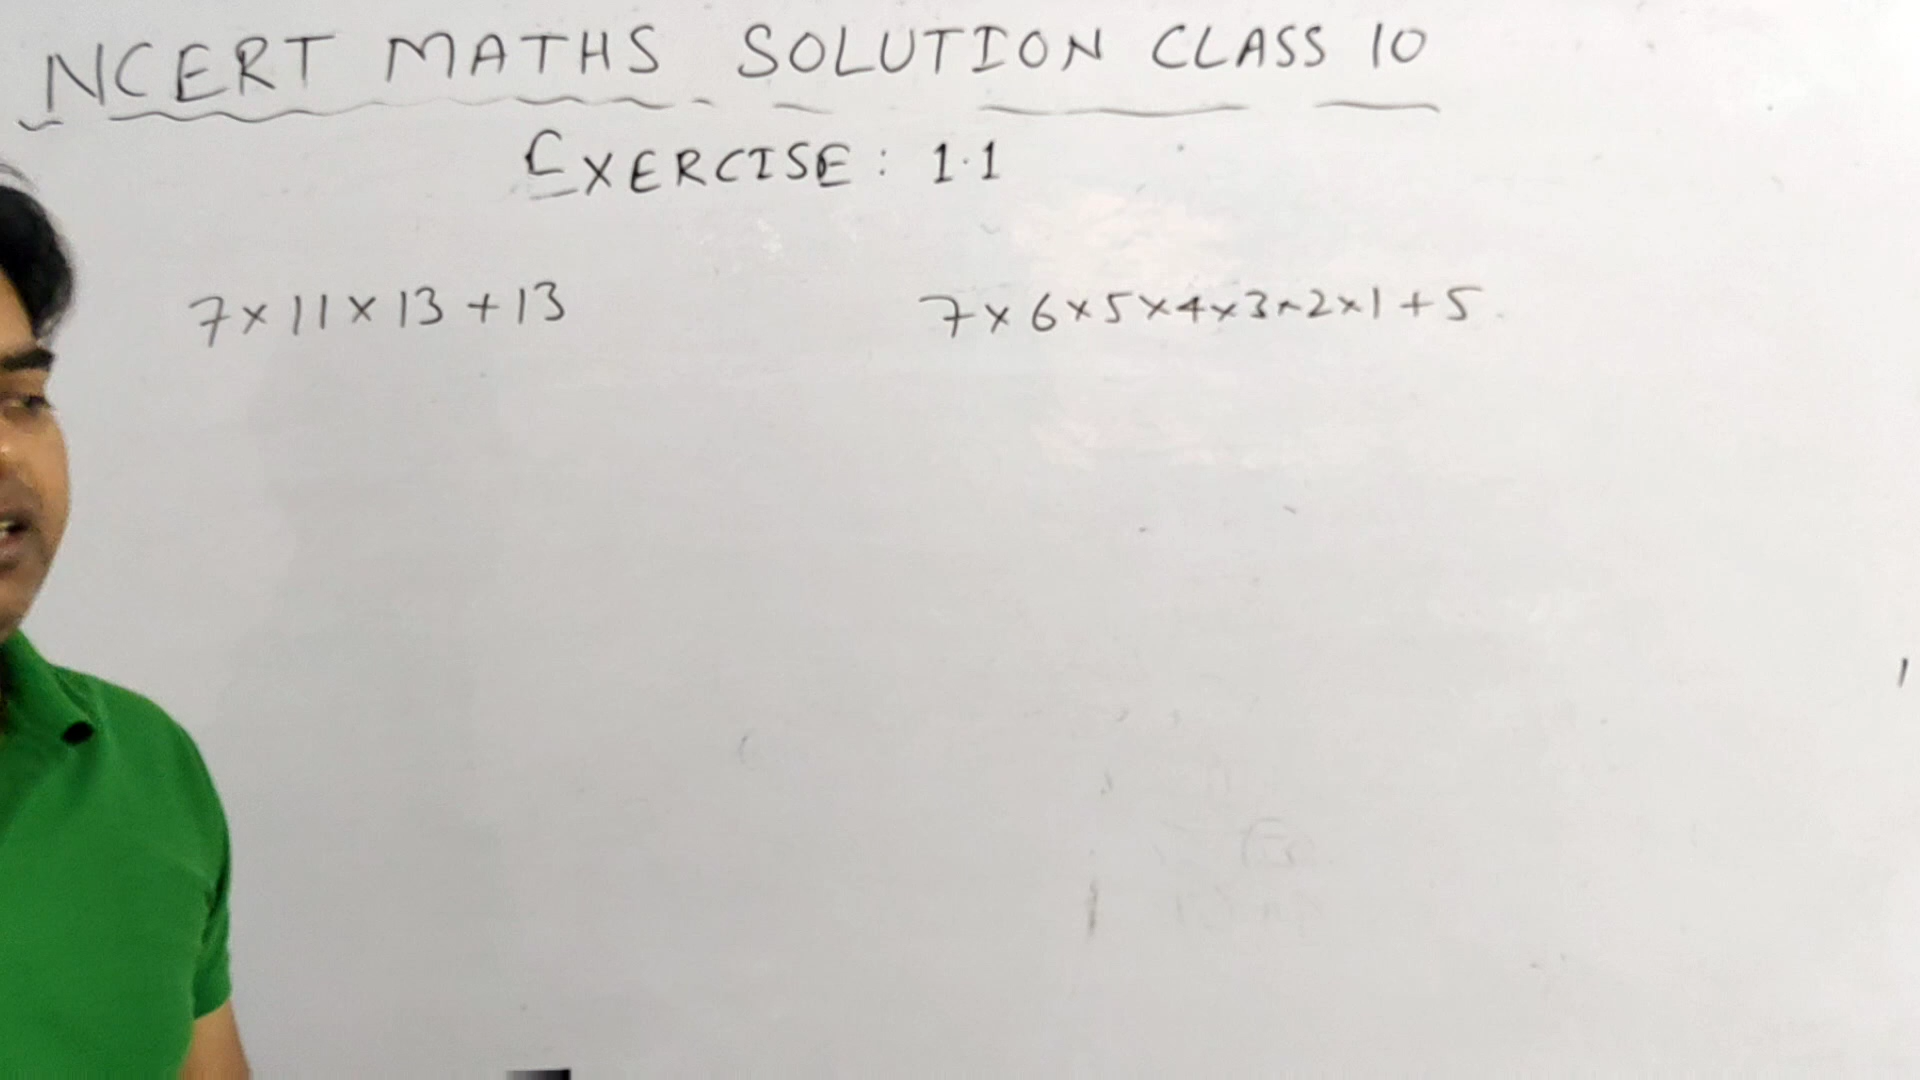 NCERT MATHS SOLUTION CLASS 10
EXERCISE: 1.1
7×11×13+13
7×6×5×4×3×2×1+5